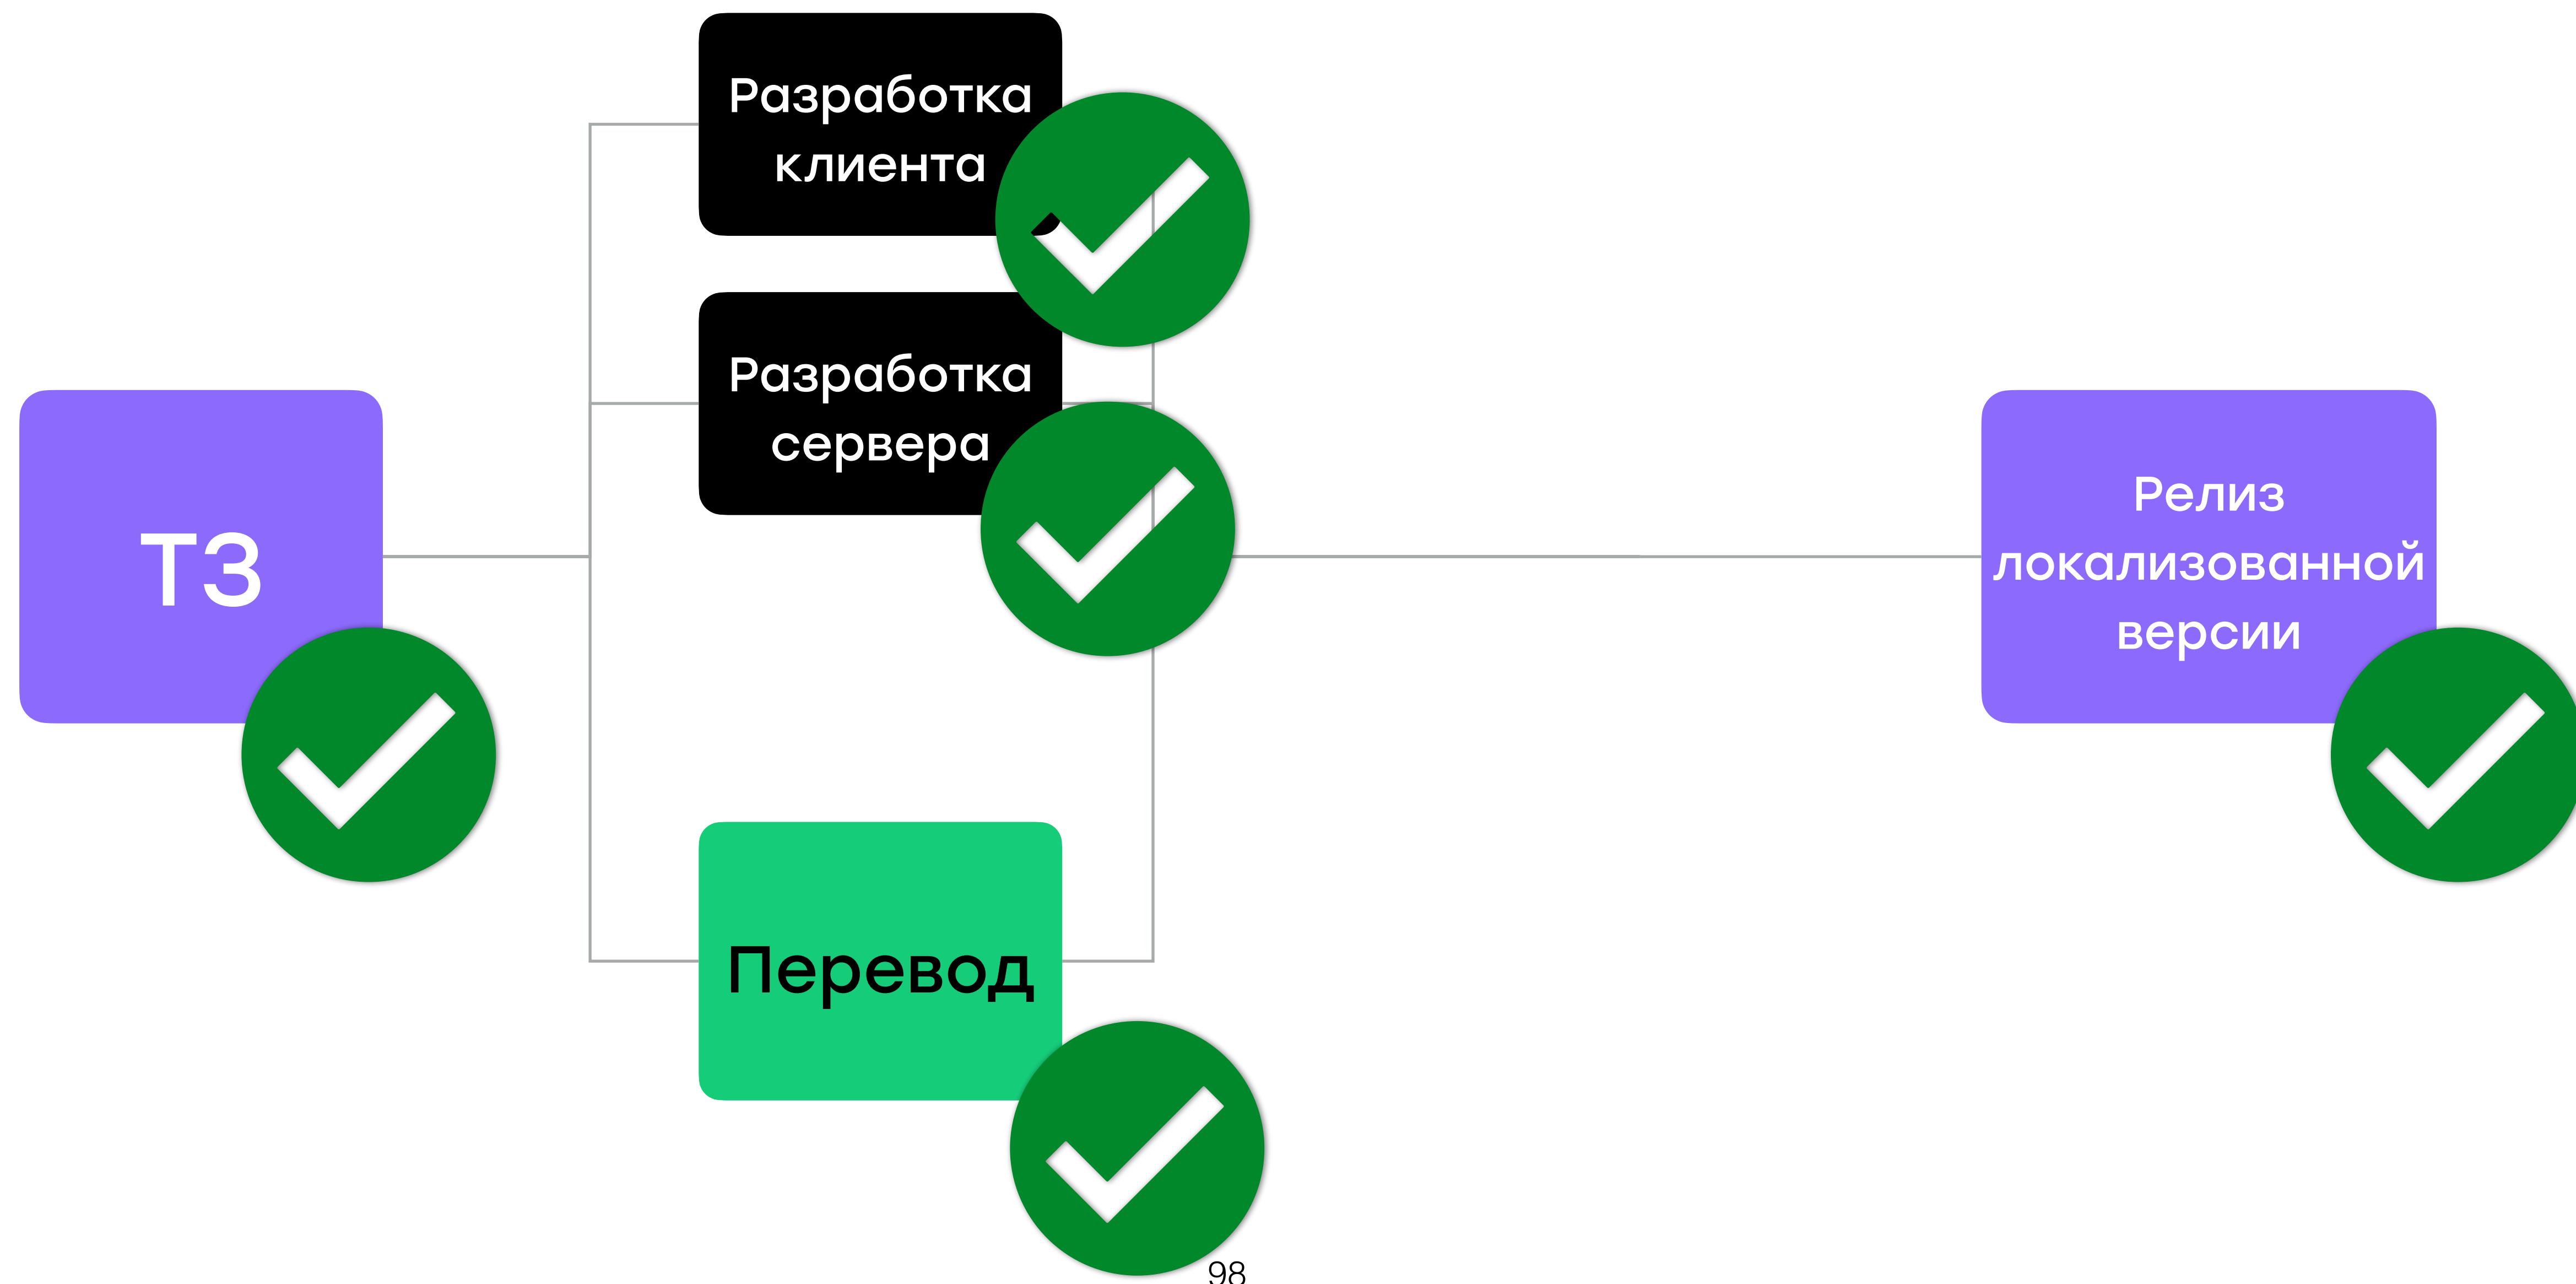 Разработка
клиента
Разработка
сервера
ТЗ
Релиз
локализованной
версии
Перевод
98